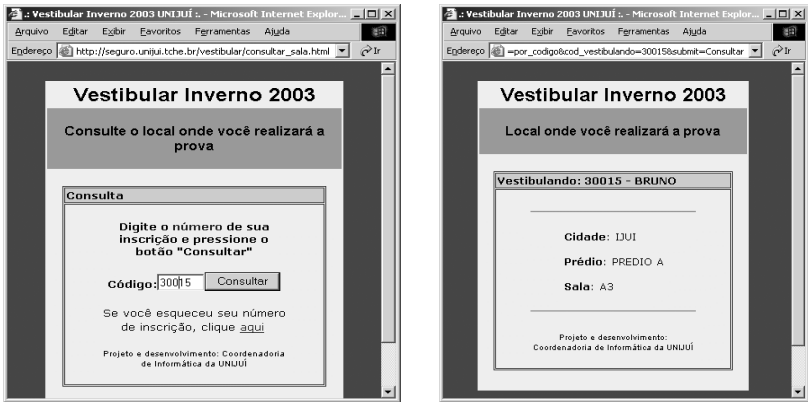 .: Vestibular Inverno 2003 UNIJUÍ :. - Microsoft Internet Explor...
Arquivo Editar Exibir Favoritos Ferramentas Ajuda
Endereço http://seguro.unijui.tche.br/vestibular/consultar_sala.html Ir
Vestibular Inverno 2003
Consulte o local onde você realizará a
prova
Consulta
Digite o número de sua
inscrição e pressione o
botão "Consultar"
Código: 30015 Consultar
Se você esqueceu seu número
de inscrição, clique aqui
Projeto e desenvolvimento: Coordenadoria
de Informática da UNIJUÍ
.: Vestibular Inverno 2003 UNIJUÍ :. - Microsoft Internet Explor...
Arquivo Editar Exibir Favoritos Ferramentas Ajuda
Endereço =por_codigo&cod_vestibulando=30015&submit=Consultar Ir
Vestibular Inverno 2003
Local onde você realizará a prova
Vestibulando: 30015 - BRUNO
Cidade: IJUI
Prédio: PREDIO A
Sala: A3
Projeto e desenvolvimento:
Coordenadoria de Informática da UNIJUÍ